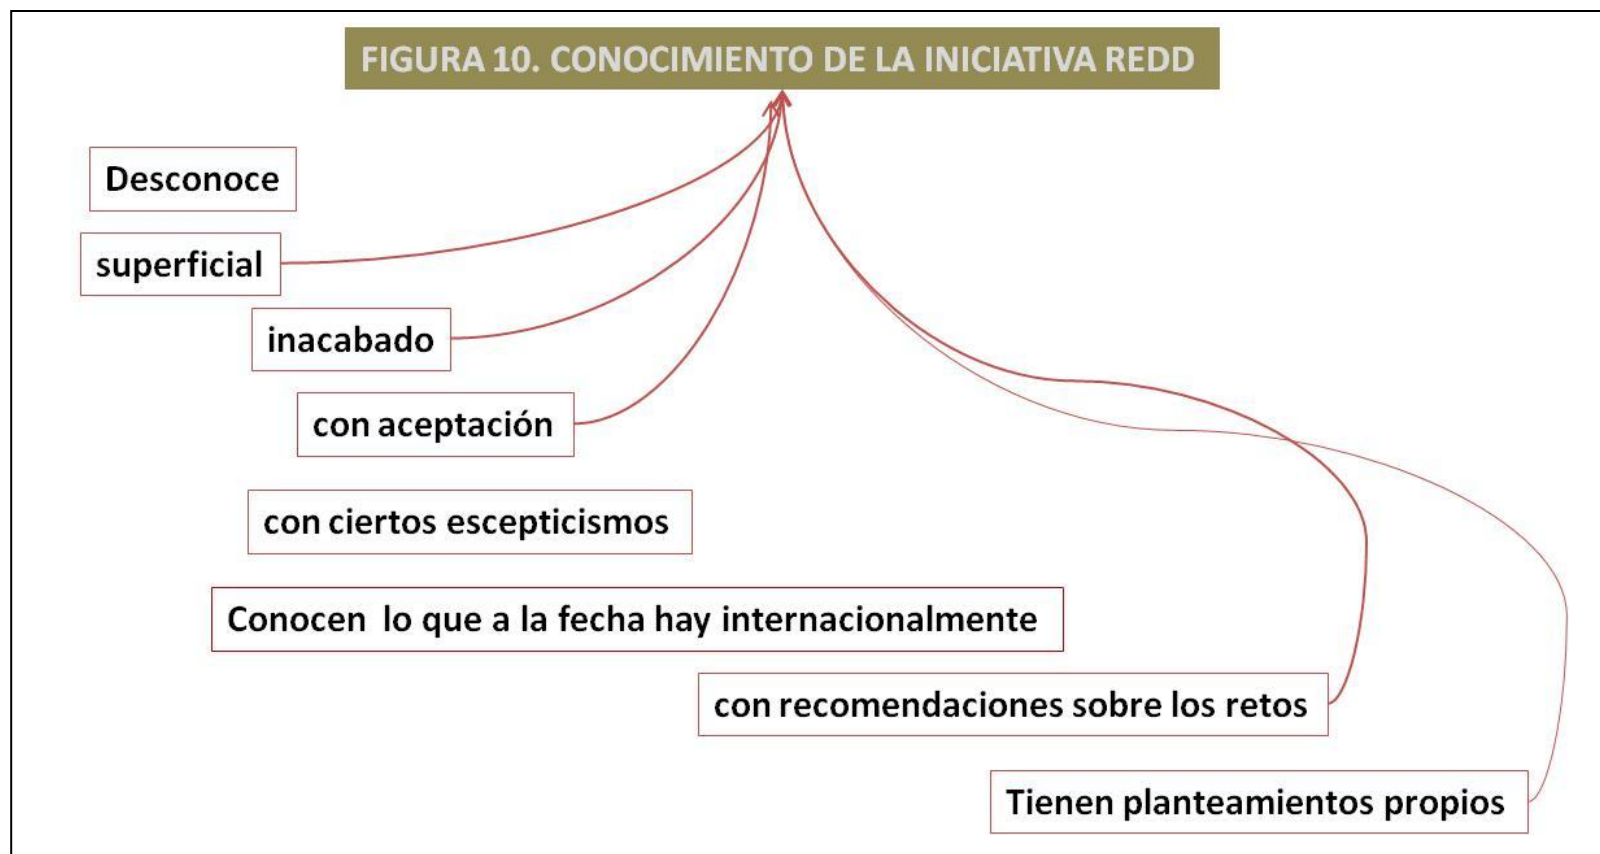 FIGURA 10. CONOCIMIENTO DE LA INICIATIVA REDD
Desconoce
superficial
inacabado
con aceptación
con ciertos escepticismos
Conocen lo que a la fecha hay internacionalmente
con recomendaciones sobre los retos
Tienen planteamientos propios